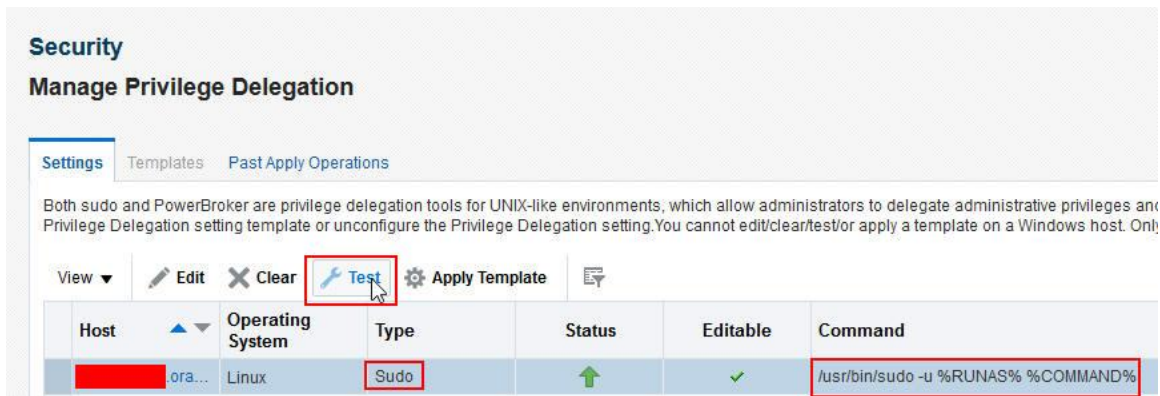 Security
Manage Privilege Delegation
Settings Templates Past Apply Operations
Both sudo and PowerBroker are privilege delegation tools for UNIX-like environments, which allow administrators to delegate administrative privileges and
Privilege Delegation setting template or unconfigure the Privilege Delegation setting.You cannot edit/clear/test/or apply a template on a Windows host. Only
View Edit Clear Test Apply Template
Host Operating System Type Status Editable Command
.ora... Linux Sudo /usr/bin/sudo -u %RUNAS% %COMMAND%